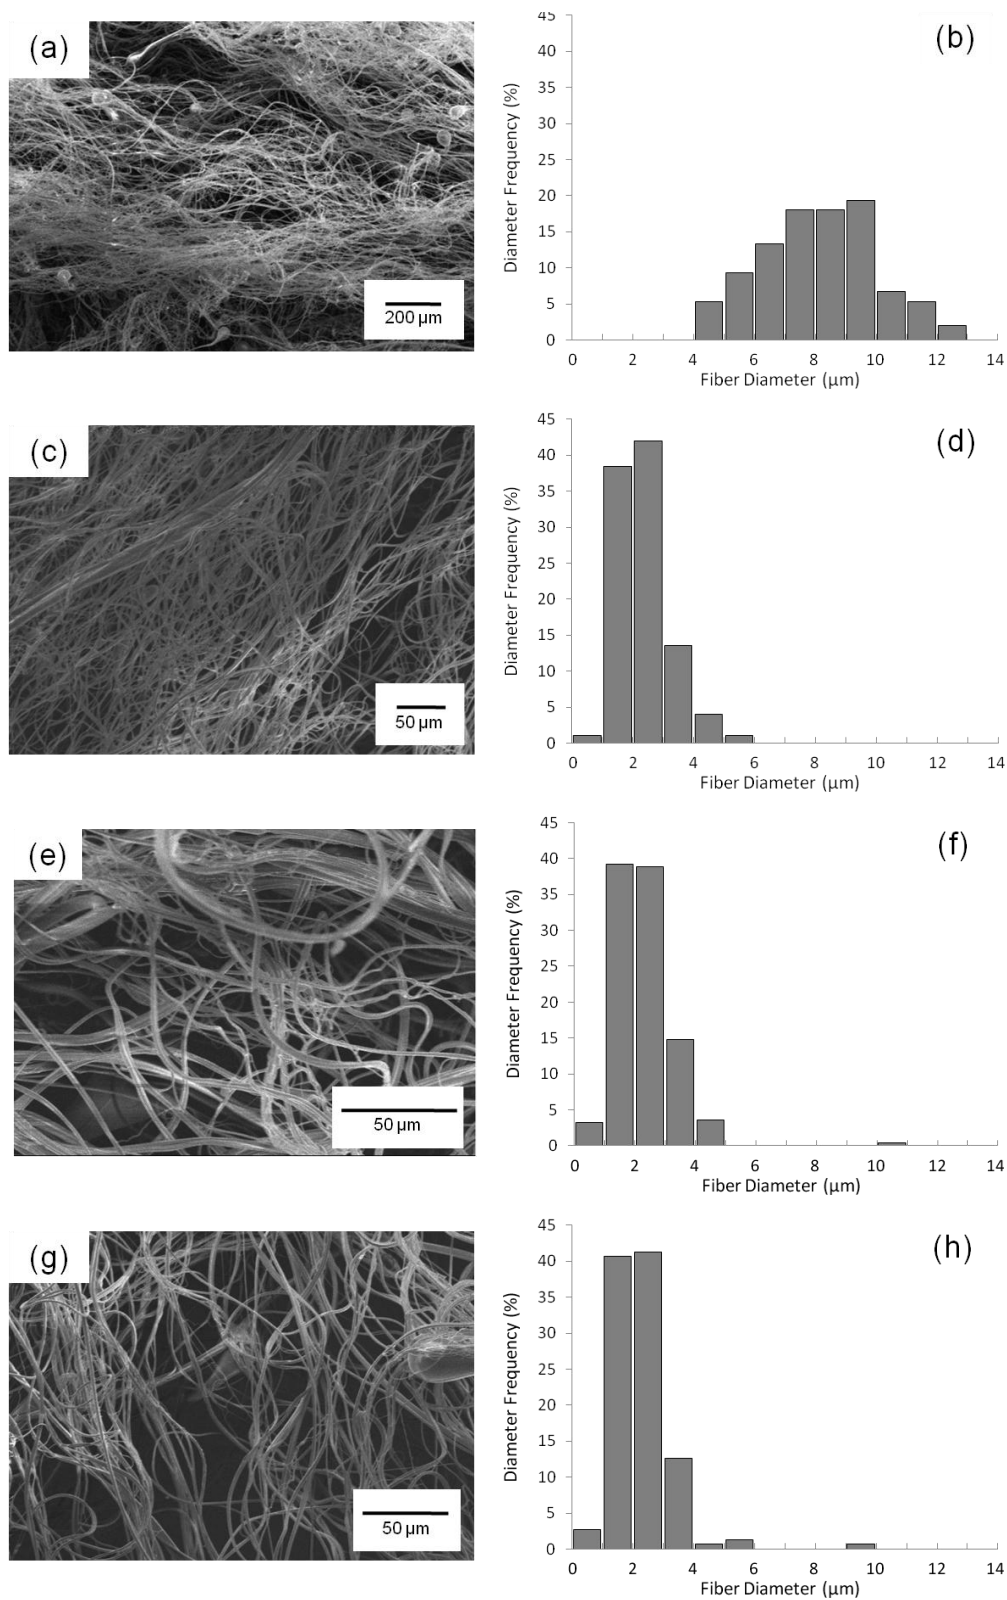 (a)
200 µm
(b)
Diameter Frequency (%)
45
40
35
30
25
20
15
10
5
0
0 2 4 6 8 10 12 14
Fiber Diameter (µm)
(c)
50 µm
(d)
Diameter Frequency (%)
45
40
35
30
25
20
15
10
5
0
0 2 4 6 8 10 12 14
Fiber Diameter (µm)
(e)
50 µm
(f)
Diameter Frequency (%)
45
40
35
30
25
20
15
10
5
0
0 2 4 6 8 10 12 14
Fiber Diameter (µm)
(g)
50 µm
(h)
Diameter Frequency (%)
45
40
35
30
25
20
15
10
5
0
0 2 4 6 8 10 12 14
Fiber Diameter (µm)